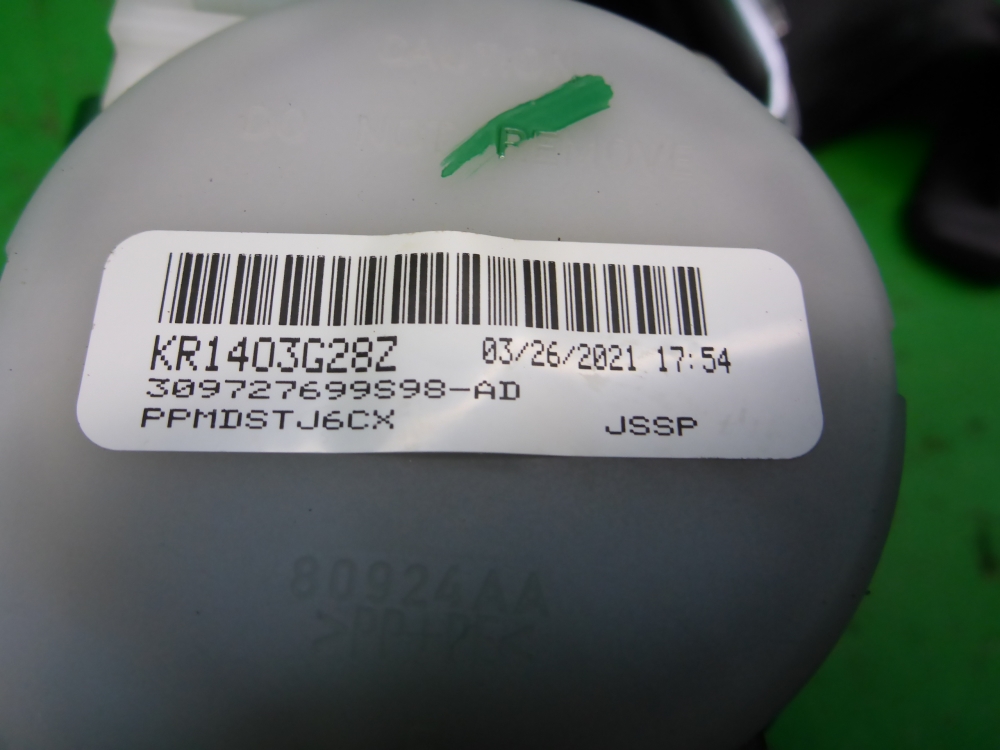 KR1403G28Z 03/26/2021 17:54
309727699S98-AD
PPMDSTJ6CX JSSP
80924AA